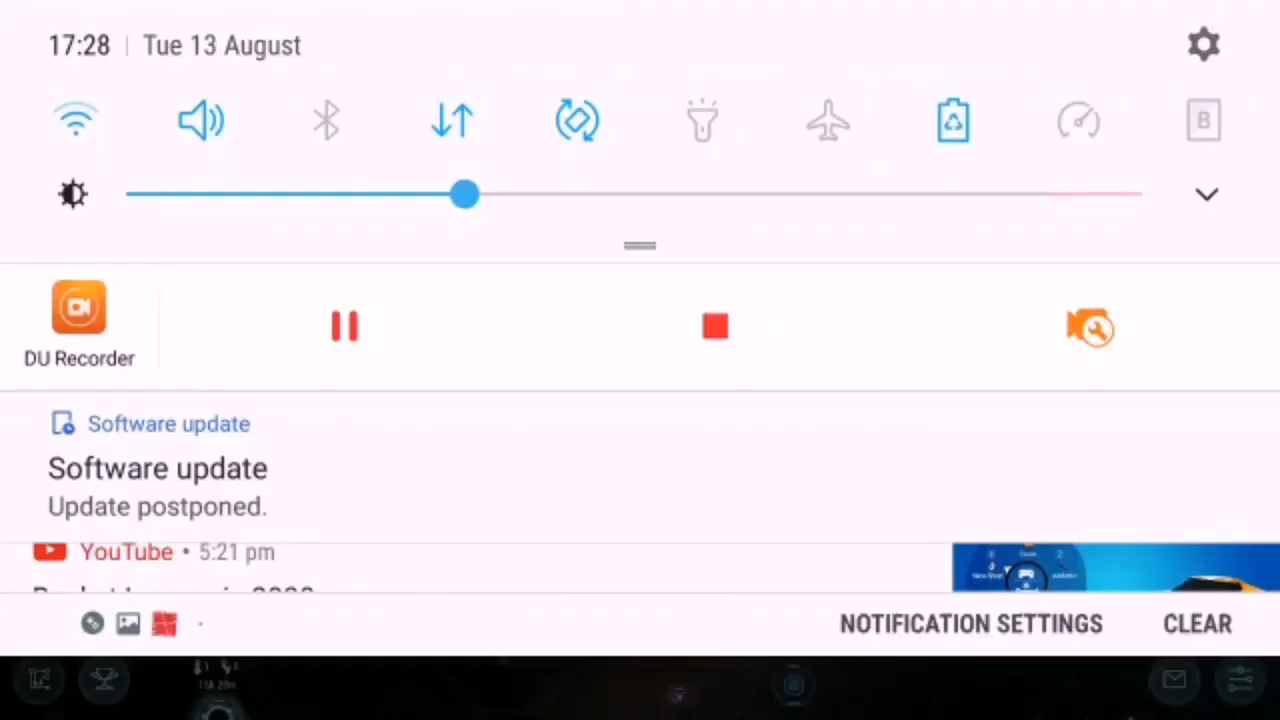 17:28 | Tue 13 August
B
DU Recorder
Software update
Software update
Update postponed.
YouTube • 5:21 pm
NOTIFICATION SETTINGS
CLEAR